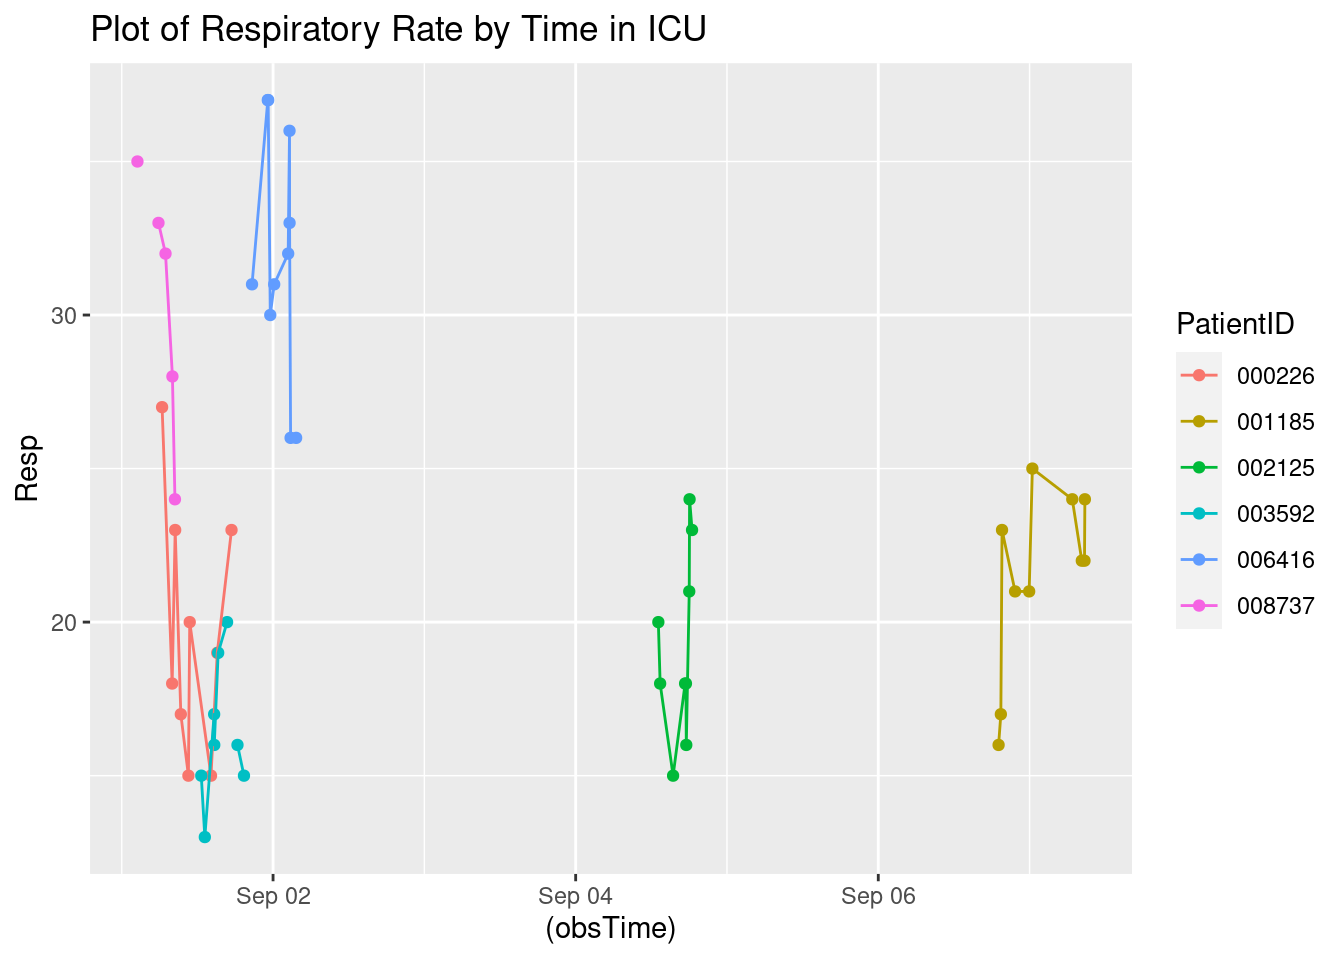 Plot of Respiratory Rate by Time in ICU
Resp
30
20
Sep 02
Sep 04
Sep 06
(obsTime)
PatientID
000226
001185
002125
003592
006416
008737